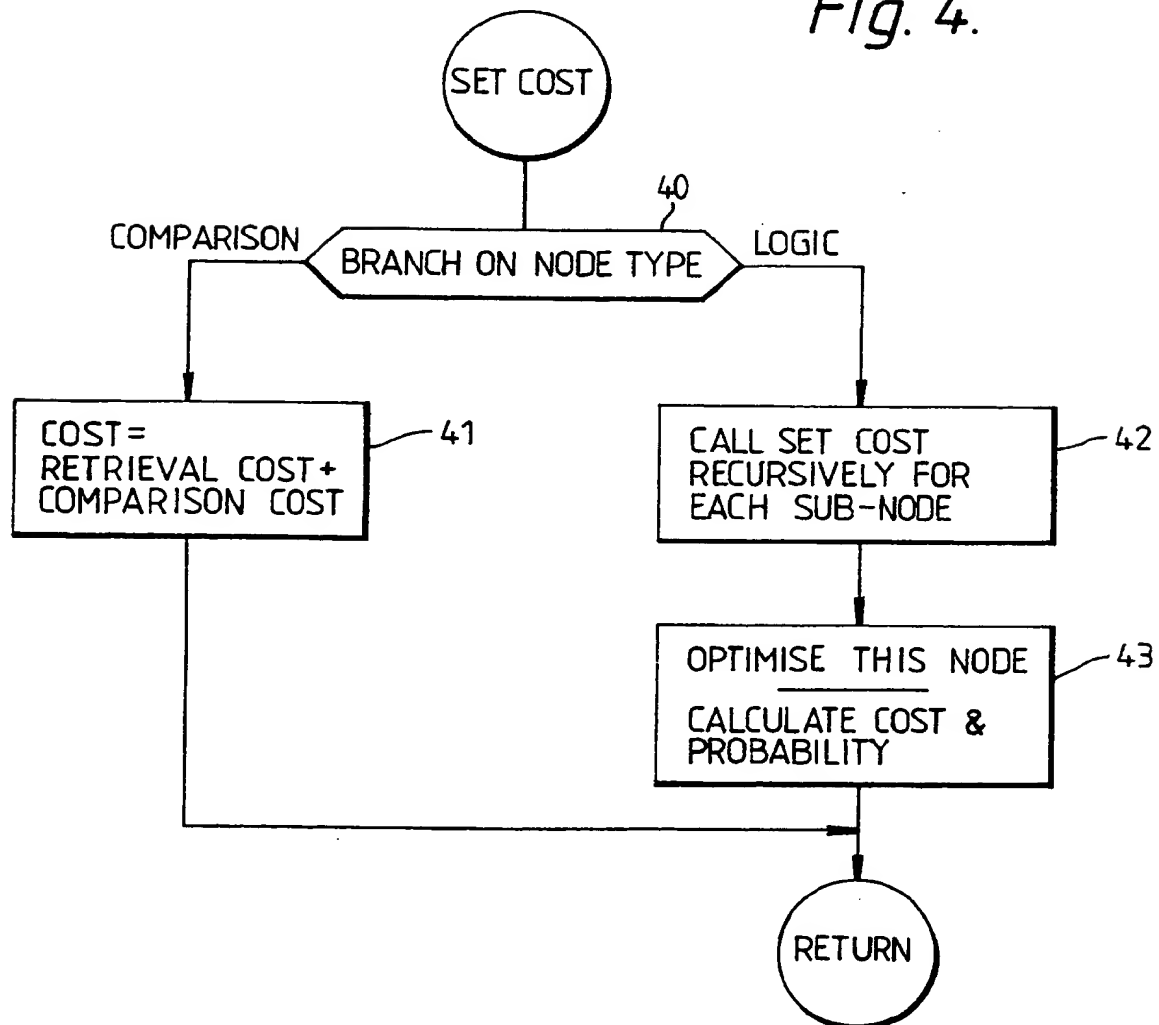 Fig. 4.
SET COST
40
COMPARISON
BRANCH ON NODE TYPE
LOGIC
COST=
RETRIEVAL COST+
COMPARISON COST
41
CALL SET COST
RECURSIVELY FOR
EACH SUB-NODE
42
OPTIMISE THIS NODE
CALCULATE COST &
PROBABILITY
43
RETURN